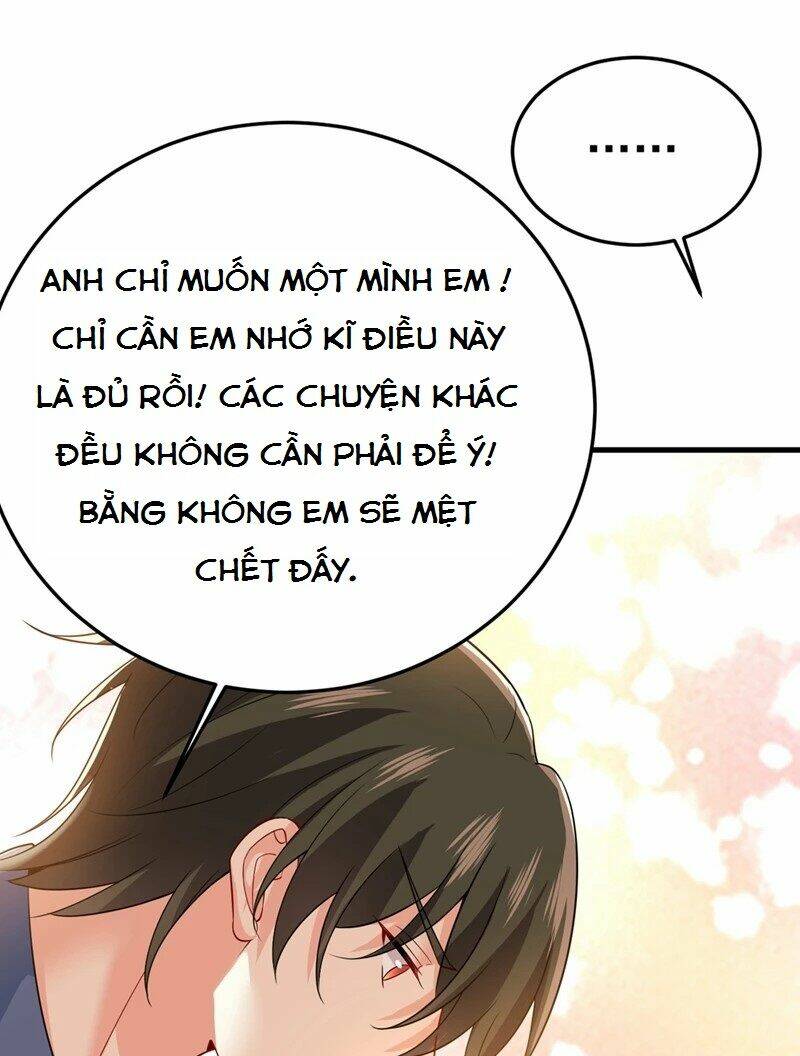 ......
ANH CHỈ MUỐN MỘT MÌNH EM !
CHỈ CẦN EM NHỚ KĨ ĐIỀU NÀY
LÀ ĐỦ RỒI! CÁC CHUYỆN KHÁC
ĐỀU KHÔNG CẦN PHẢI ĐỂ Ý!
BẰNG KHÔNG EM SẼ MỆT
CHẾT ĐẤY.